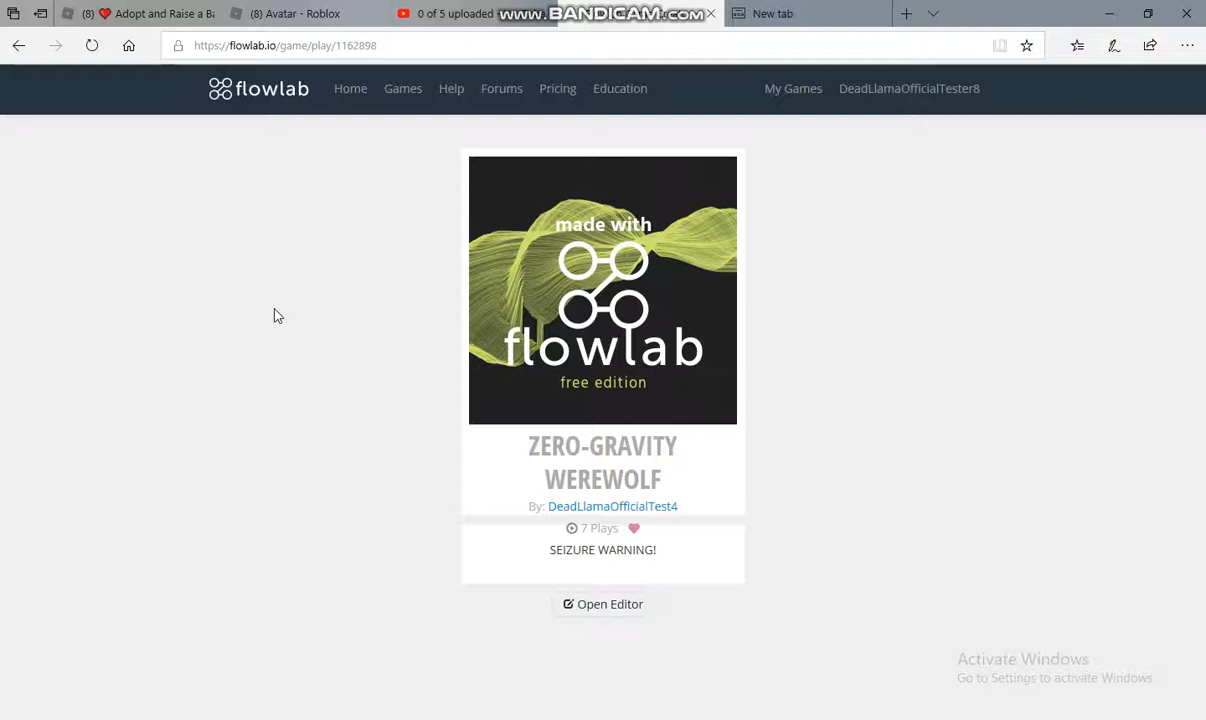 (8) ❤ Adopt and Raise a Ba
(8) Avatar - Roblox
0 of 5 uploaded
www.BANDICAM.com
New tab
https://flowlab.io/game/play/1162898
flowlab
Home
Games
Help
Forums
Pricing
Education
My Games
DeadLlamaOfficialTester8
made with
flowlab
free edition
ZERO-GRAVITY
WEREWOLF
By: DeadLlamaOfficialTest4
7 Plays
SEIZURE WARNING!
Open Editor
Activate Windows
Go to Settings to activate Windows.